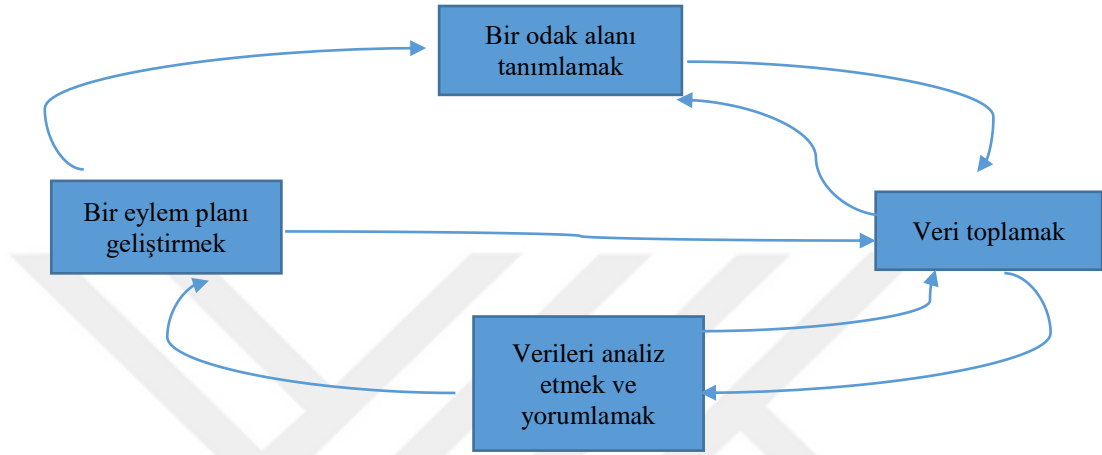 Bir odak alanı
tanımlamak
Bir eylem planı
geliştirmek
Veri toplamak
Verileri analiz
etmek ve
yorumlamak